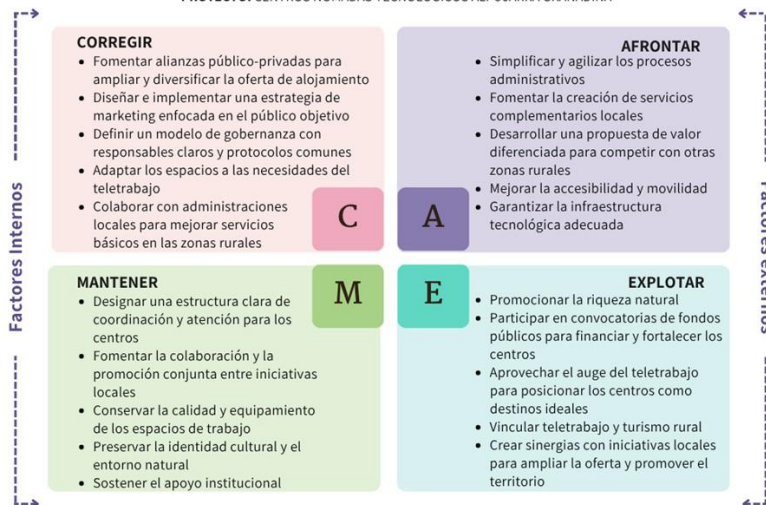 CORREGIR
• Fomentar alianzas público-privadas para
ampliar y diversificar la oferta de alojamiento
• Diseñar e implementar una estrategia de
marketing enfocada en el público objetivo
• Definir un modelo de gobernanza con
responsables claros y protocolos comunes
• Adaptar los espacios a las necesidades del
teletrabajo
• Colaborar con administraciones
locales para mejorar servicios
básicos en las zonas rurales
C
AFRONTAR
• Simplificar y agilizar los procesos
administrativos
• Fomentar la creación de servicios
complementarios locales
• Desarrollar una propuesta de valor
diferenciada para competir con otras
zonas rurales
• Mejorar la accesibilidad y movilidad
• Garantizar la infraestructura
tecnológica adecuada
A
MANTENER
• Designar una estructura clara de
coordinación y atención para los
centros
• Fomentar la colaboración y la
promoción conjunta entre iniciativas
locales
• Conservar la calidad y equipamiento
de los espacios de trabajo
• Preservar la identidad cultural y el
entorno natural
• Sostener el apoyo institucional
M
EXPLOTAR
• Promocionar la riqueza natural
• Participar en convocatorias de fondos
públicos para financiar y fortalecer los
centros
• Aprovechar el auge del teletrabajo
para posicionar los centros como
destinos ideales
• Vincular teletrabajo y turismo rural
• Crear sinergias con iniciativas locales
para ampliar la oferta y promover el
territorio
E
Factores Internos